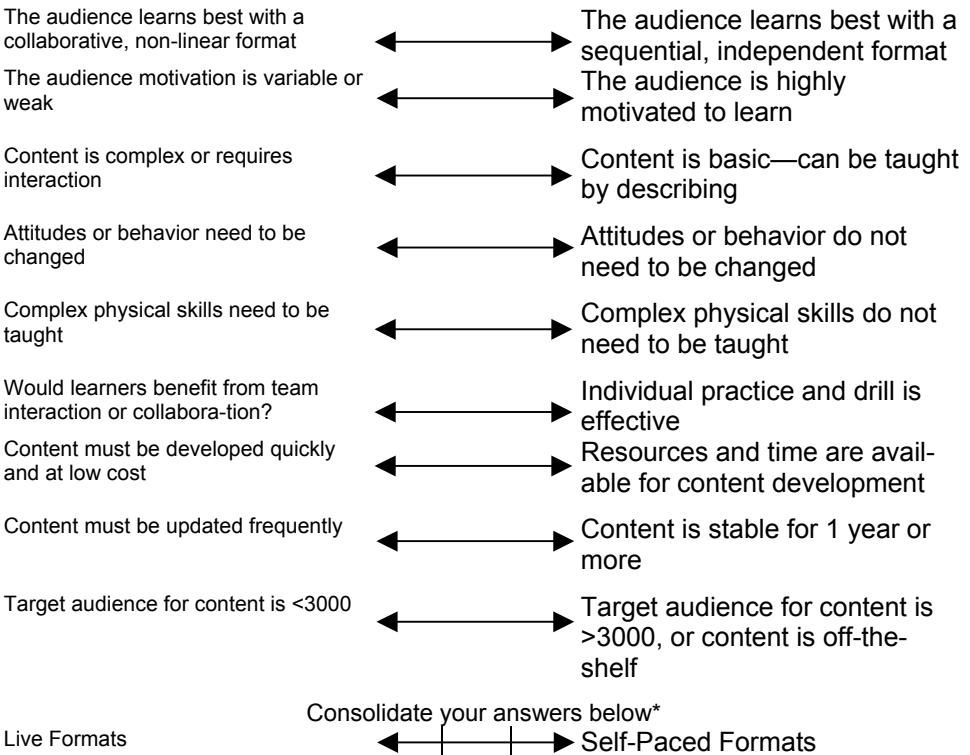 The audience learns best with a
collaborative, non-linear format
The audience learns best with a
sequential, independent format
The audience motivation is variable or
weak
The audience is highly
motivated to learn
Content is complex or requires
interaction
Content is basic—can be taught
by describing
Attitudes or behavior need to be
changed
Attitudes or behavior do not
need to be changed
Complex physical skills need to be
taught
Complex physical skills do not
need to be taught
Would learners benefit from team
interaction or collabora-tion?
Individual practice and drill is
effective
Content must be developed quickly
and at low cost
Resources and time are avail-
able for content development
Content must be updated frequently
Content is stable for 1 year or
more
Target audience for content is <3000
Target audience for content is
>3000, or content is off-the-
shelf
Consolidate your answers below*
Live Formats
Self-Paced Formats